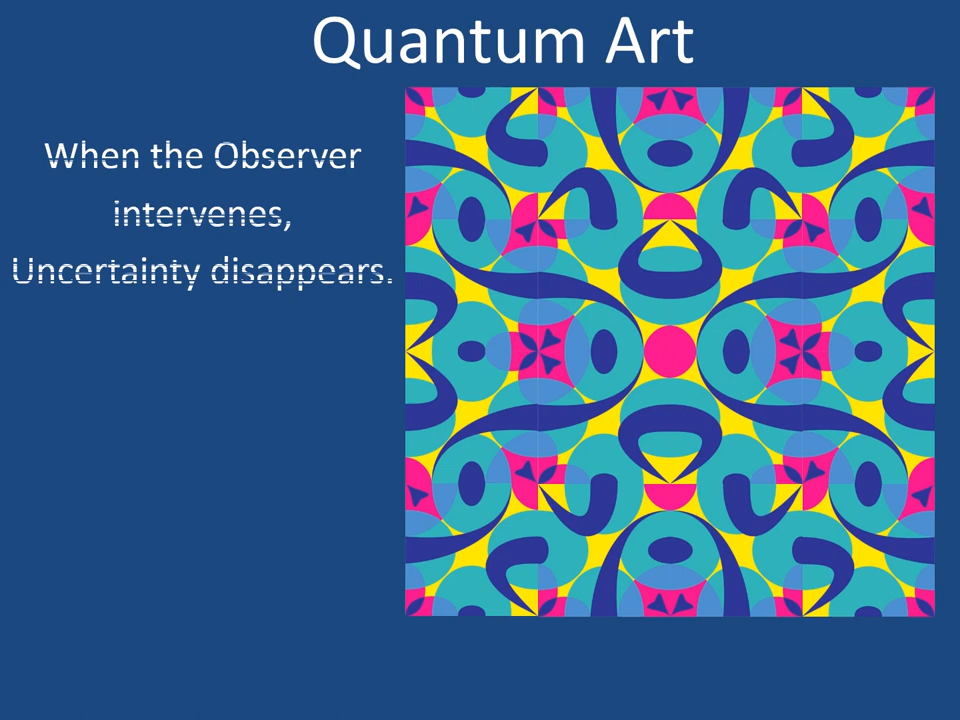 Quantum Art
When the Observer
intervenes,
Uncertainty disappears.